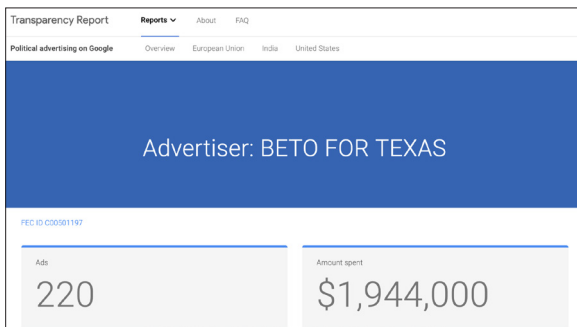 Transparency Report Reports About FAQ
Political advertising on Google Overview European Union India United States
Advertiser: BETO FOR TEXAS
FEC ID C00501197
Ads Amount spent
220 $1,944,000